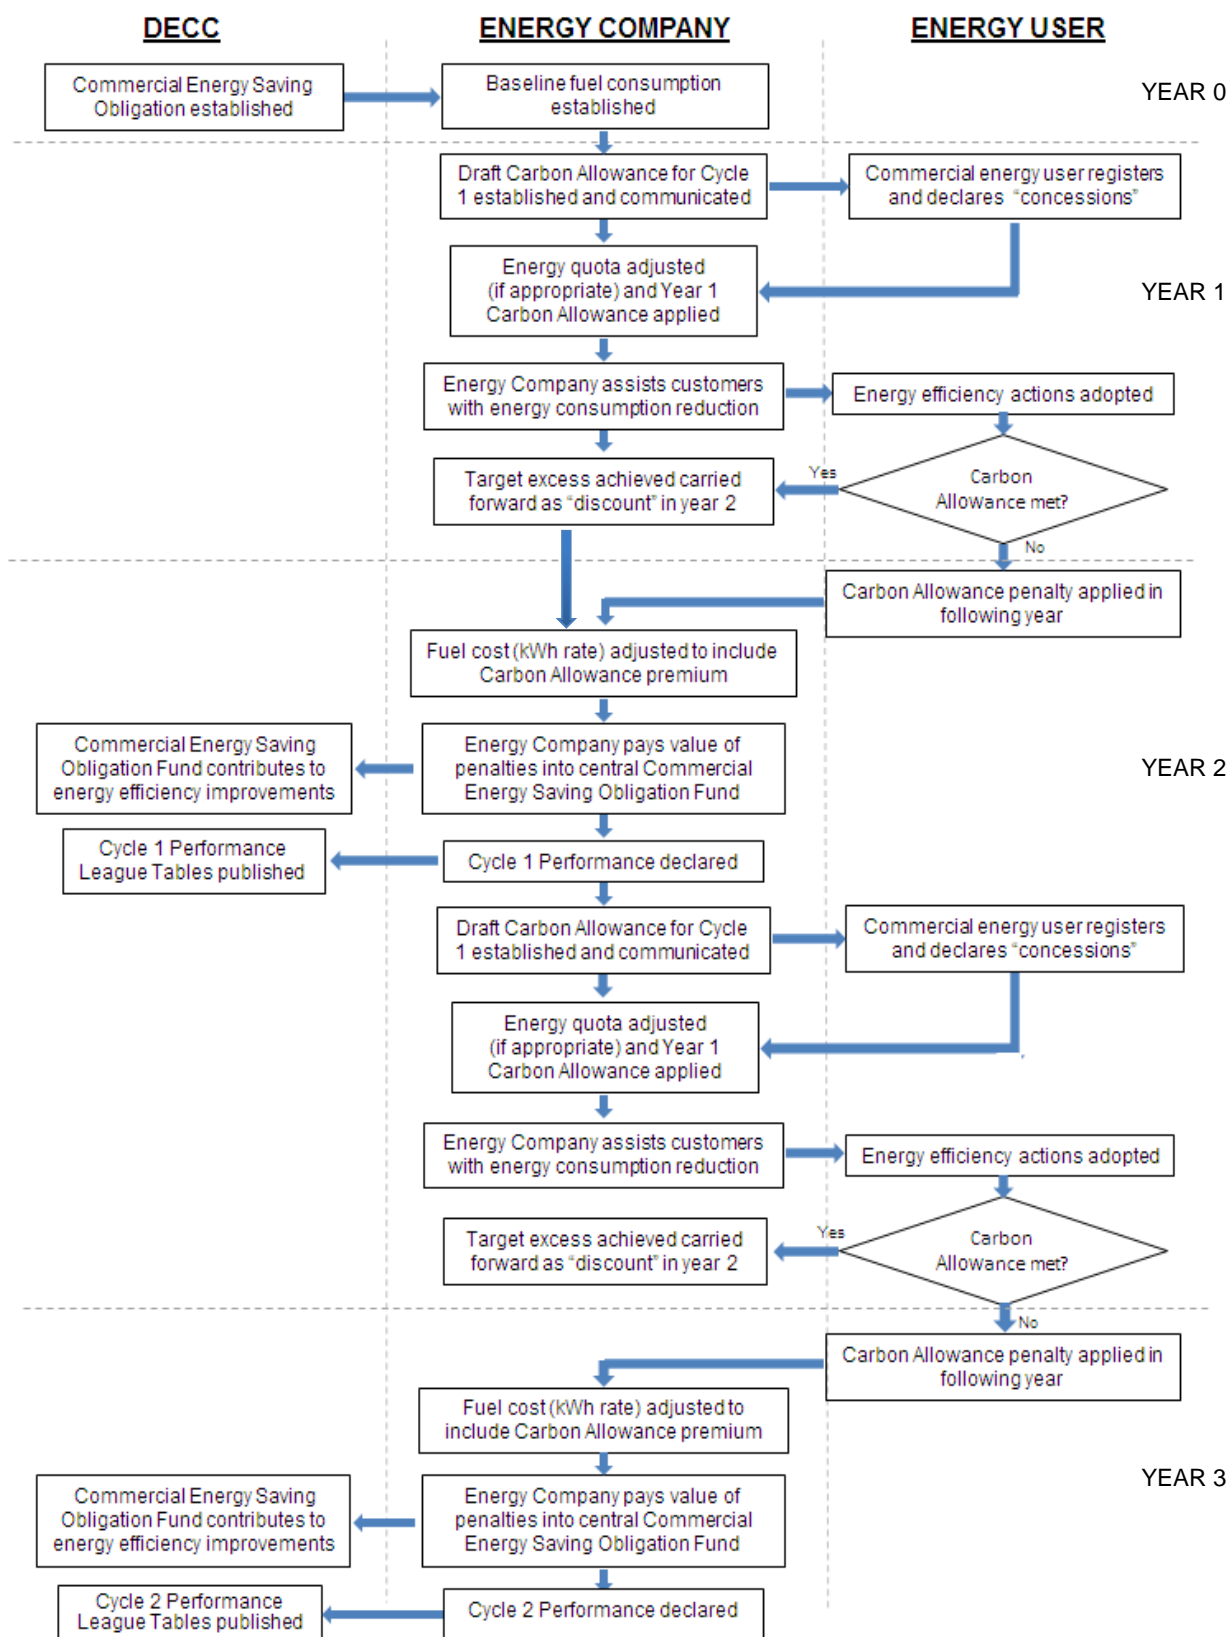 DECC
ENERGY COMPANY
ENERGY USER
Commercial Energy Saving
Obligation established
Baseline fuel consumption
established
YEAR 0
Draft Carbon Allowance for Cycle
1 established and communicated
Commercial energy user registers
and declares “concessions”
Energy quota adjusted
(if appropriate) and Year 1
Carbon Allowance applied
YEAR 1
Energy Company assists customers
with energy consumption reduction
Energy efficiency actions adopted
Target excess achieved carried
forward as “discount” in year 2
Yes
Carbon
Allowance met?
No
Carbon Allowance penalty applied in
following year
Fuel cost (kWh rate) adjusted to include
Carbon Allowance premium
Commercial Energy Saving
Obligation Fund contributes to
energy efficiency improvements
Energy Company pays value of
penalties into central Commercial
Energy Saving Obligation Fund
YEAR 2
Cycle 1 Performance
League Tables published
Cycle 1 Performance declared
Draft Carbon Allowance for Cycle
1 established and communicated
Commercial energy user registers
and declares “concessions”
Energy quota adjusted
(if appropriate) and Year 1
Carbon Allowance applied
Energy Company assists customers
with energy consumption reduction
Energy efficiency actions adopted
Target excess achieved carried
forward as “discount” in year 2
Yes
Carbon
Allowance met?
No
Carbon Allowance penalty applied in
following year
Fuel cost (kWh rate) adjusted to
include Carbon Allowance premium
Commercial Energy Saving
Obligation Fund contributes to
energy efficiency improvements
Energy Company pays value of
penalties into central Commercial
Energy Saving Obligation Fund
YEAR 3
Cycle 2 Performance
League Tables published
Cycle 2 Performance declared